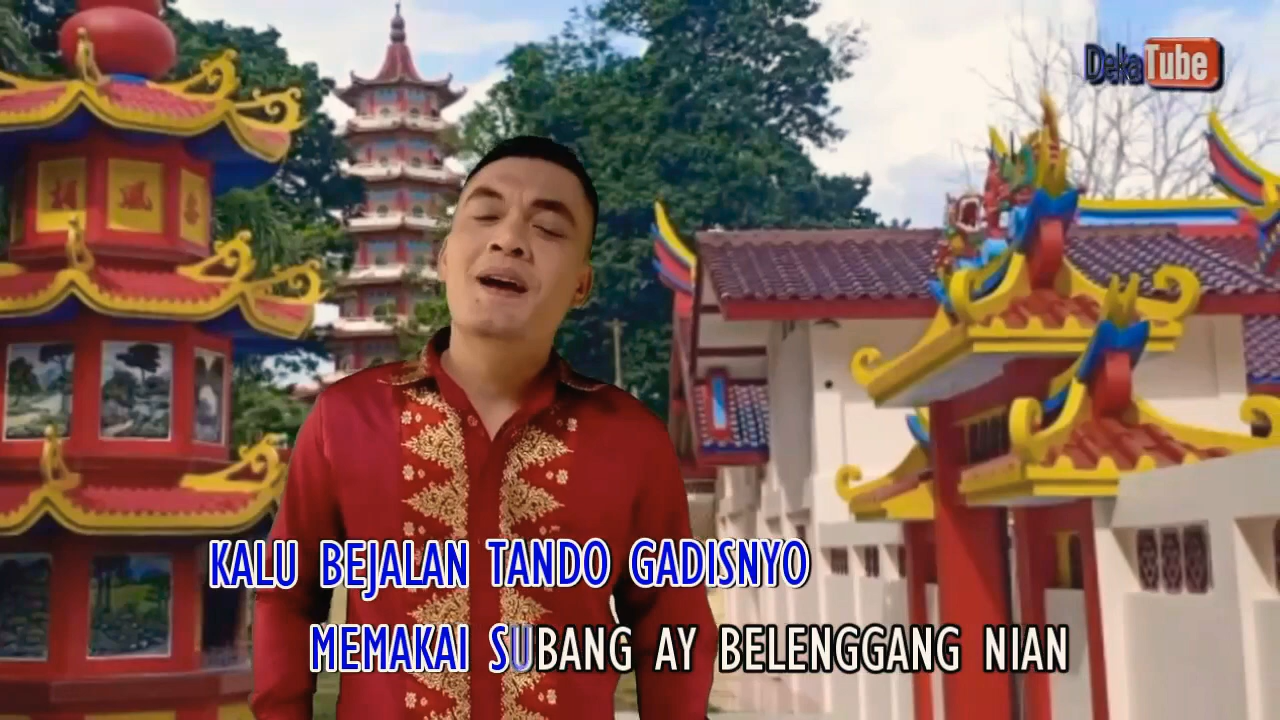 DekaTube
KALU BEJALAN TANDO GADISNYO
MEMAKAI SUBANG AY BELENGGANG NIAN